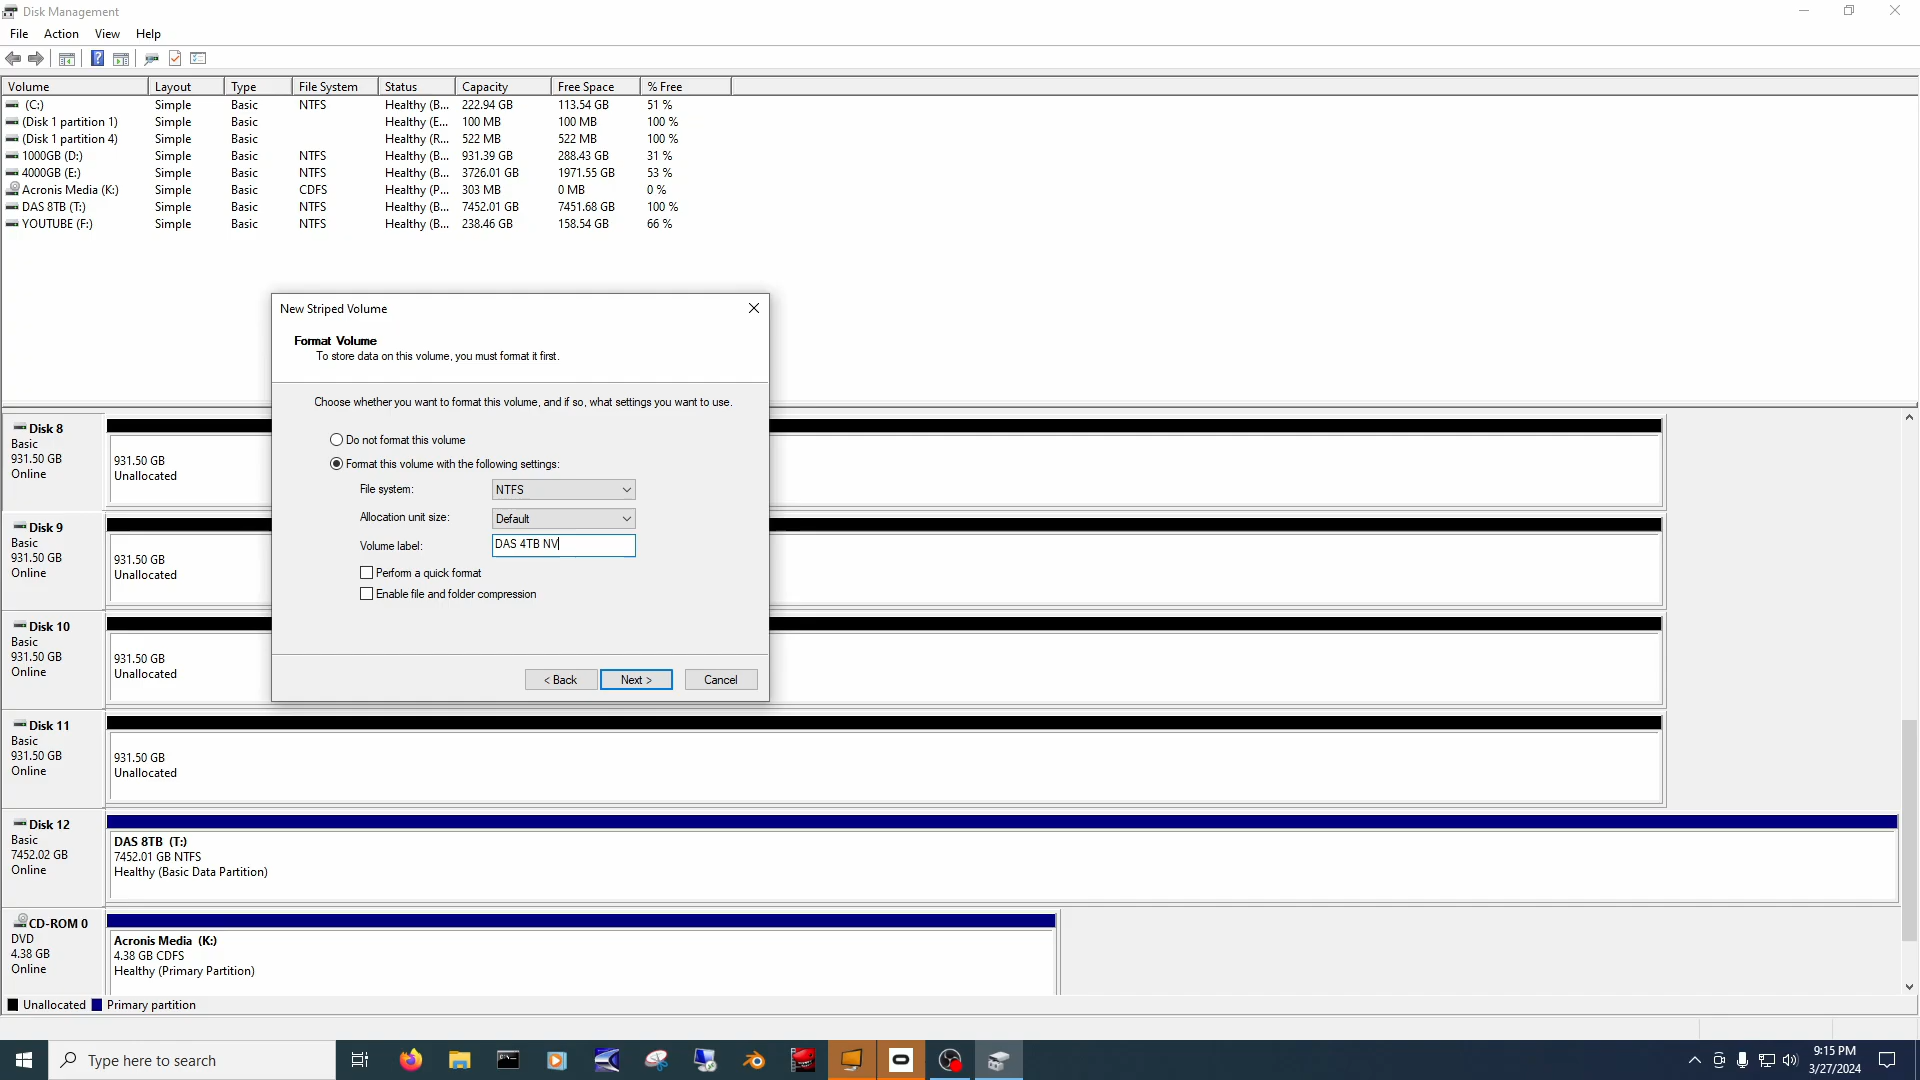 Disk Management
File Action View Help
Volume Layout Type File System Status Capacity Free Space % Free
(C:) Simple Basic NTFS Healthy (B... 222.94 GB 113.54 GB 51 %
(Disk 1 partition 1) Simple Basic Healthy (E... 100 MB 100 MB 100 %
(Disk 1 partition 4) Simple Basic Healthy (R... 522 MB 522 MB 100 %
1000GB (D:) Simple Basic NTFS Healthy (B... 931.39 GB 288.43 GB 31 %
4000GB (E:) Simple Basic NTFS Healthy (B... 3726.01 GB 1971.55 GB 53 %
Acronis Media (K:) Simple Basic CDFS Healthy (P... 303 MB 0 MB 0 %
DAS 8TB (T:) Simple Basic NTFS Healthy (B... 7452.01 GB 7451.68 GB 100 %
YOUTUBE (F:) Simple Basic NTFS Healthy (B... 238.46 GB 158.54 GB 66 %
New Striped Volume
Format Volume
To store data on this volume, you must format it first.
Choose whether you want to format this volume, and if so, what settings you want to use.
Do not format this volume
Format this volume with the following settings:
File system: NTFS
Allocation unit size: Default
Volume label: DAS 4TB NV
Perform a quick format
Enable file and folder compression
< Back Next > Cancel
Disk 8
Basic
931.50 GB
Online
931.50 GB
Unallocated
Disk 9
Basic
931.50 GB
Online
931.50 GB
Unallocated
Disk 10
Basic
931.50 GB
Online
931.50 GB
Unallocated
Disk 11
Basic
931.50 GB
Online
931.50 GB
Unallocated
Disk 12
Basic
7452.02 GB
Online
DAS 8TB (T:)
7452.01 GB NTFS
Healthy (Basic Data Partition)
CD-ROM 0
DVD
4.38 GB
Online
Acronis Media (K:)
4.38 GB CDFS
Healthy (Primary Partition)
Unallocated Primary partition
Type here to search
9:15 PM
3/27/2024